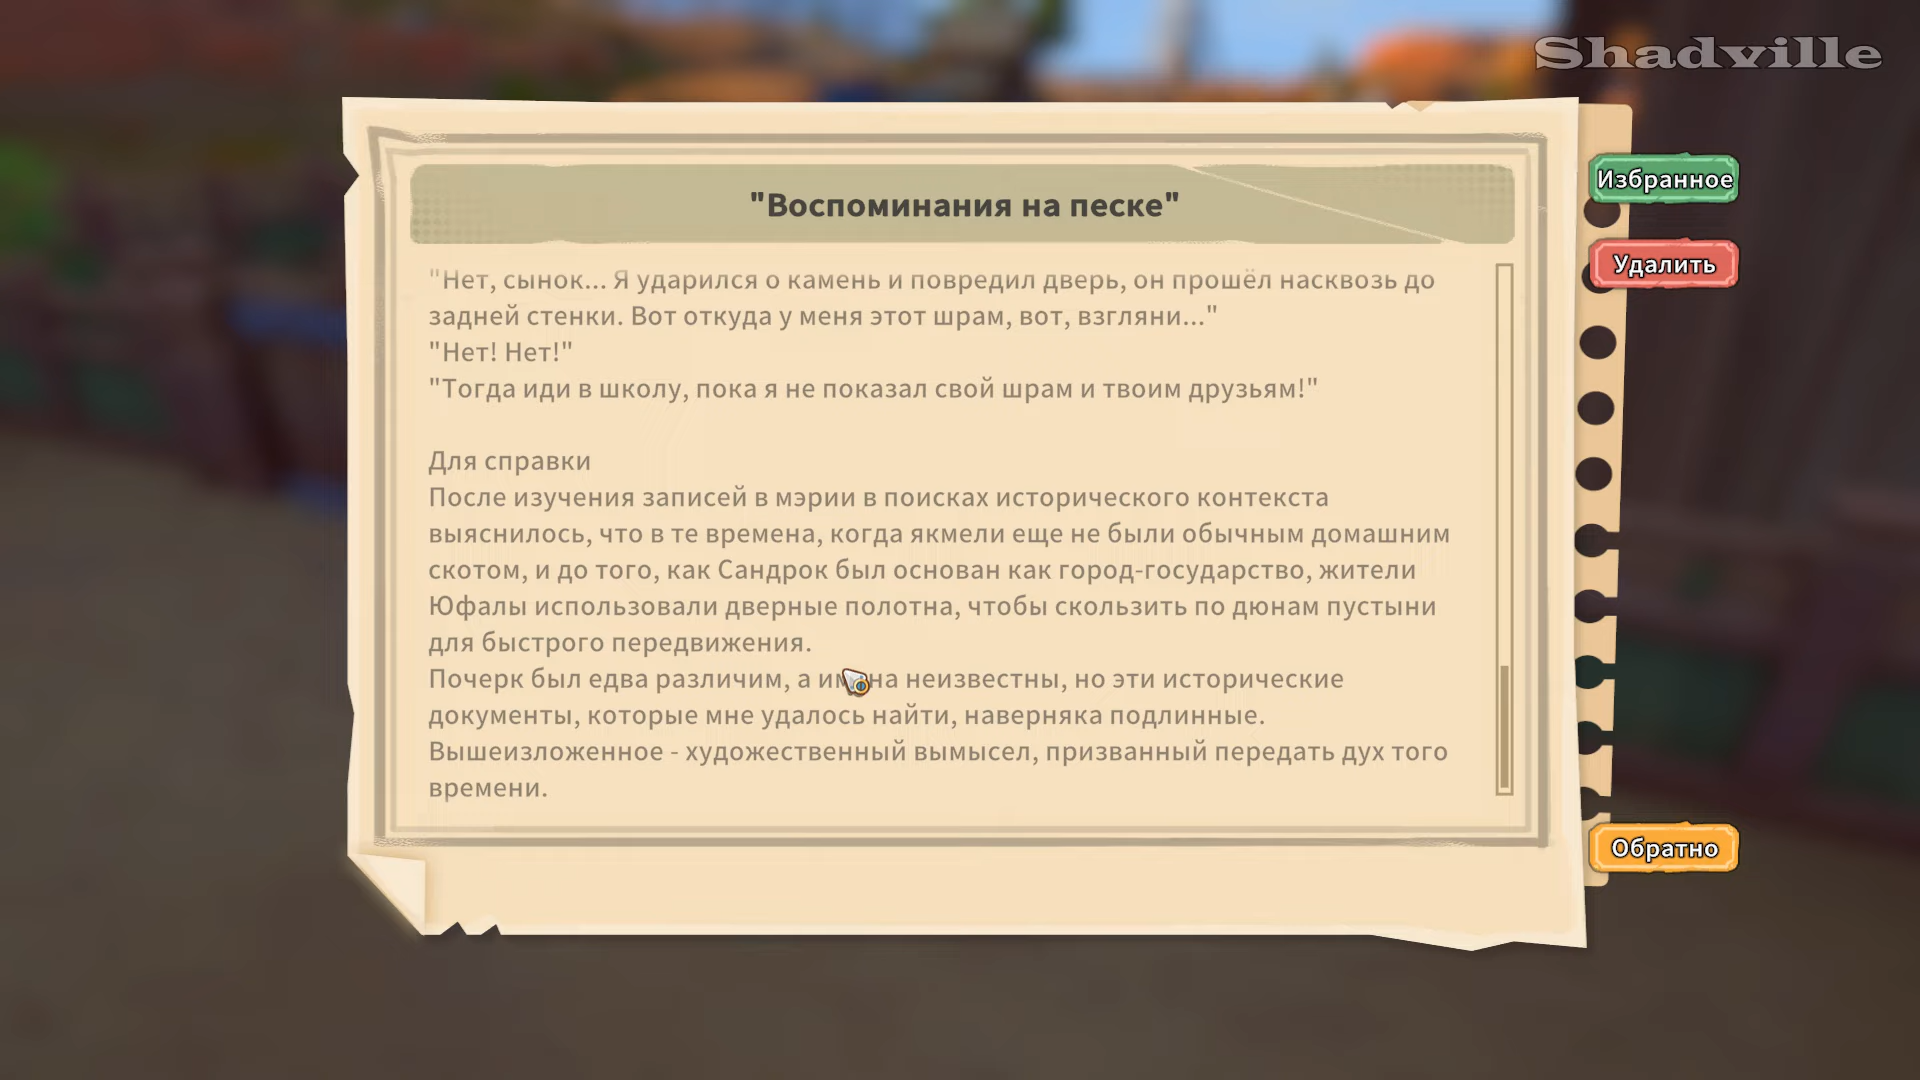 Shadville
"Воспоминания на песке"
Избранное
Удалить
"Нет, сынок... Я ударился о камень и повредил дверь, он прошёл насквозь до
задней стенки. Вот откуда у меня этот шрам, вот, взгляни..."
"Нет! Нет!"
"Тогда иди в школу, пока я не показал свой шрам и твоим друзьям!"
Для справки
После изучения записей в мэрии в поисках исторического контекста
выяснилось, что в те времена, когда якмели еще не были обычным домашним
скотом, и до того, как Сандрок был основан как город-государство, жители
Юфалы использовали дверные полотна, чтобы скользить по дюнам пустыни
для быстрого передвижения.
Почерк был едва различим, а имена неизвестны, но эти исторические
документы, которые мне удалось найти, наверняка подлинные.
Вышеизложенное - художественный вымысел, призванный передать дух того
времени.
Обратно